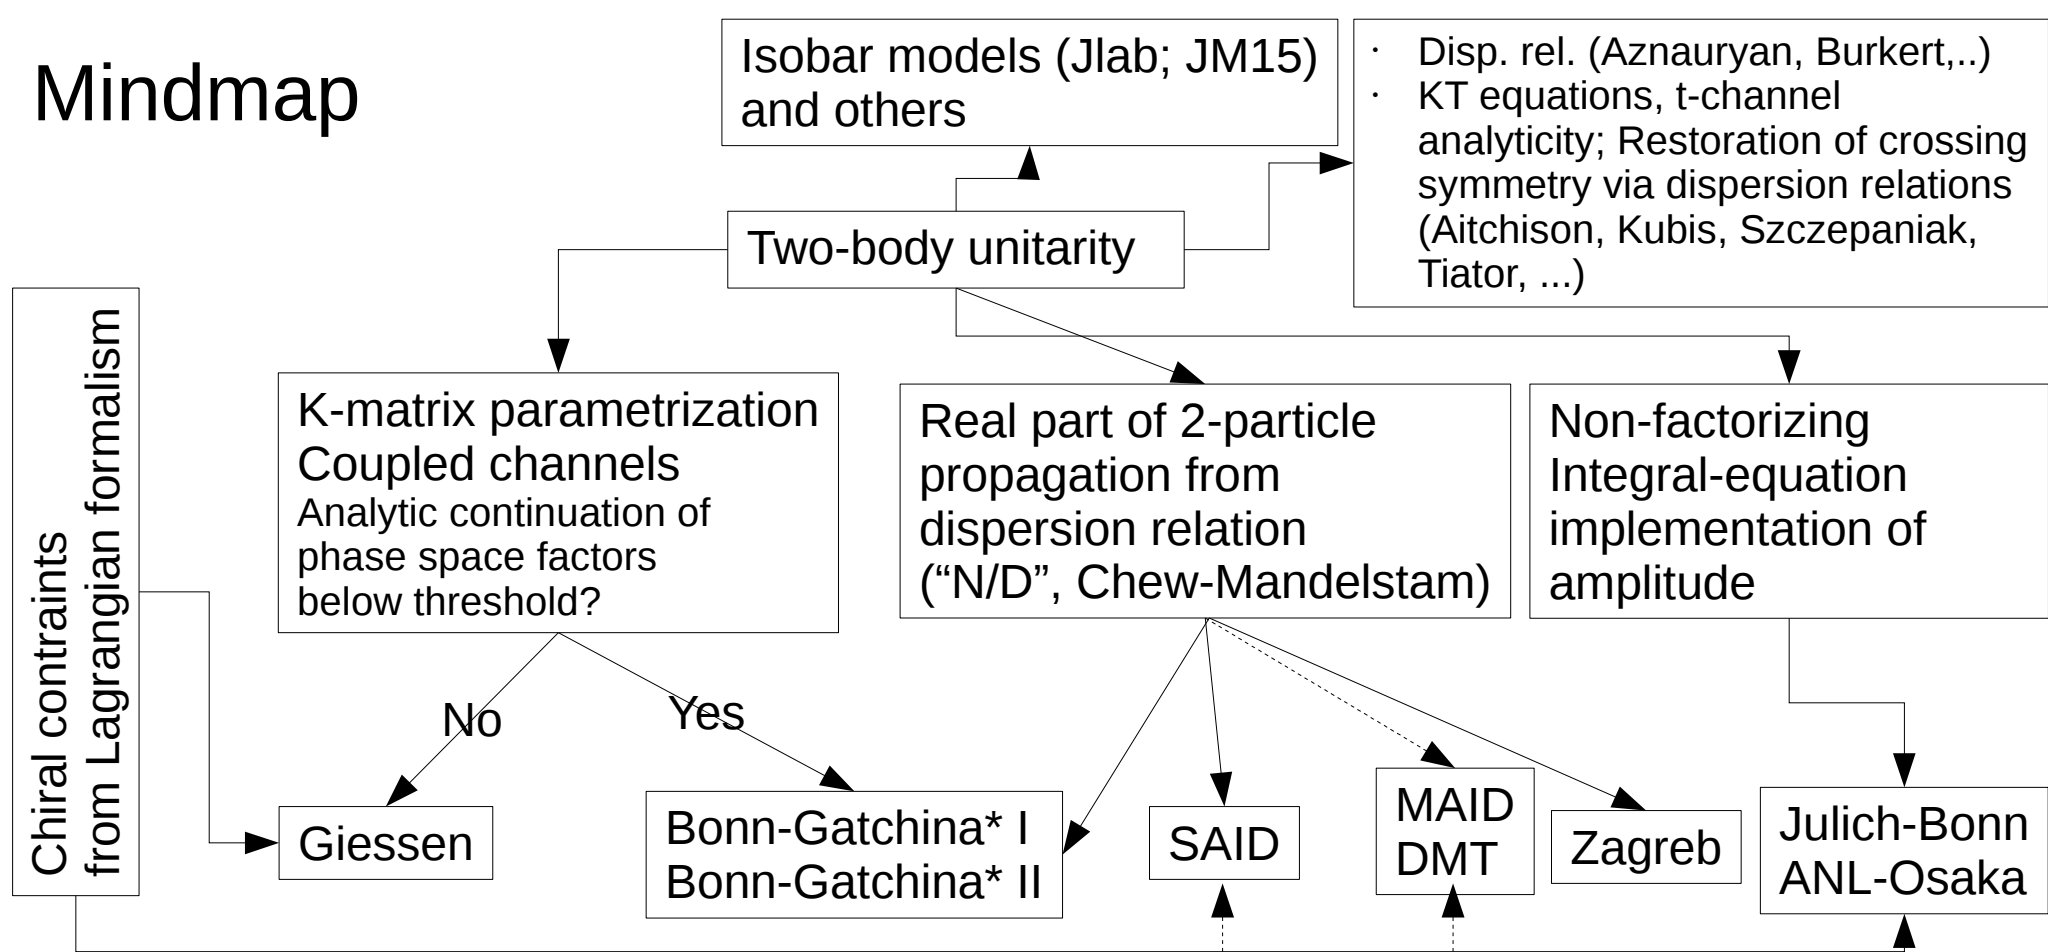 Mindmap
Isobar models (Jlab; JM15)
and others
· Disp. rel. (Aznauryan, Burkert,..)
· KT equations, t-channel
analyticity; Restoration of crossing
symmetry via dispersion relations
(Aitchison, Kubis, Szczepaniak,
Tiator, ...)
Two-body unitarity
Chiral contraints
from Lagrangian formalism
K-matrix parametrization
Coupled channels
Analytic continuation of
phase space factors
below threshold?
Real part of 2-particle
propagation from
dispersion relation
(“N/D”, Chew-Mandelstam)
Non-factorizing
Integral-equation
implementation of
amplitude
No
Yes
Giessen
Bonn-Gatchina* I
Bonn-Gatchina* II
SAID
MAID
DMT
Zagreb
Julich-Bonn
ANL-Osaka